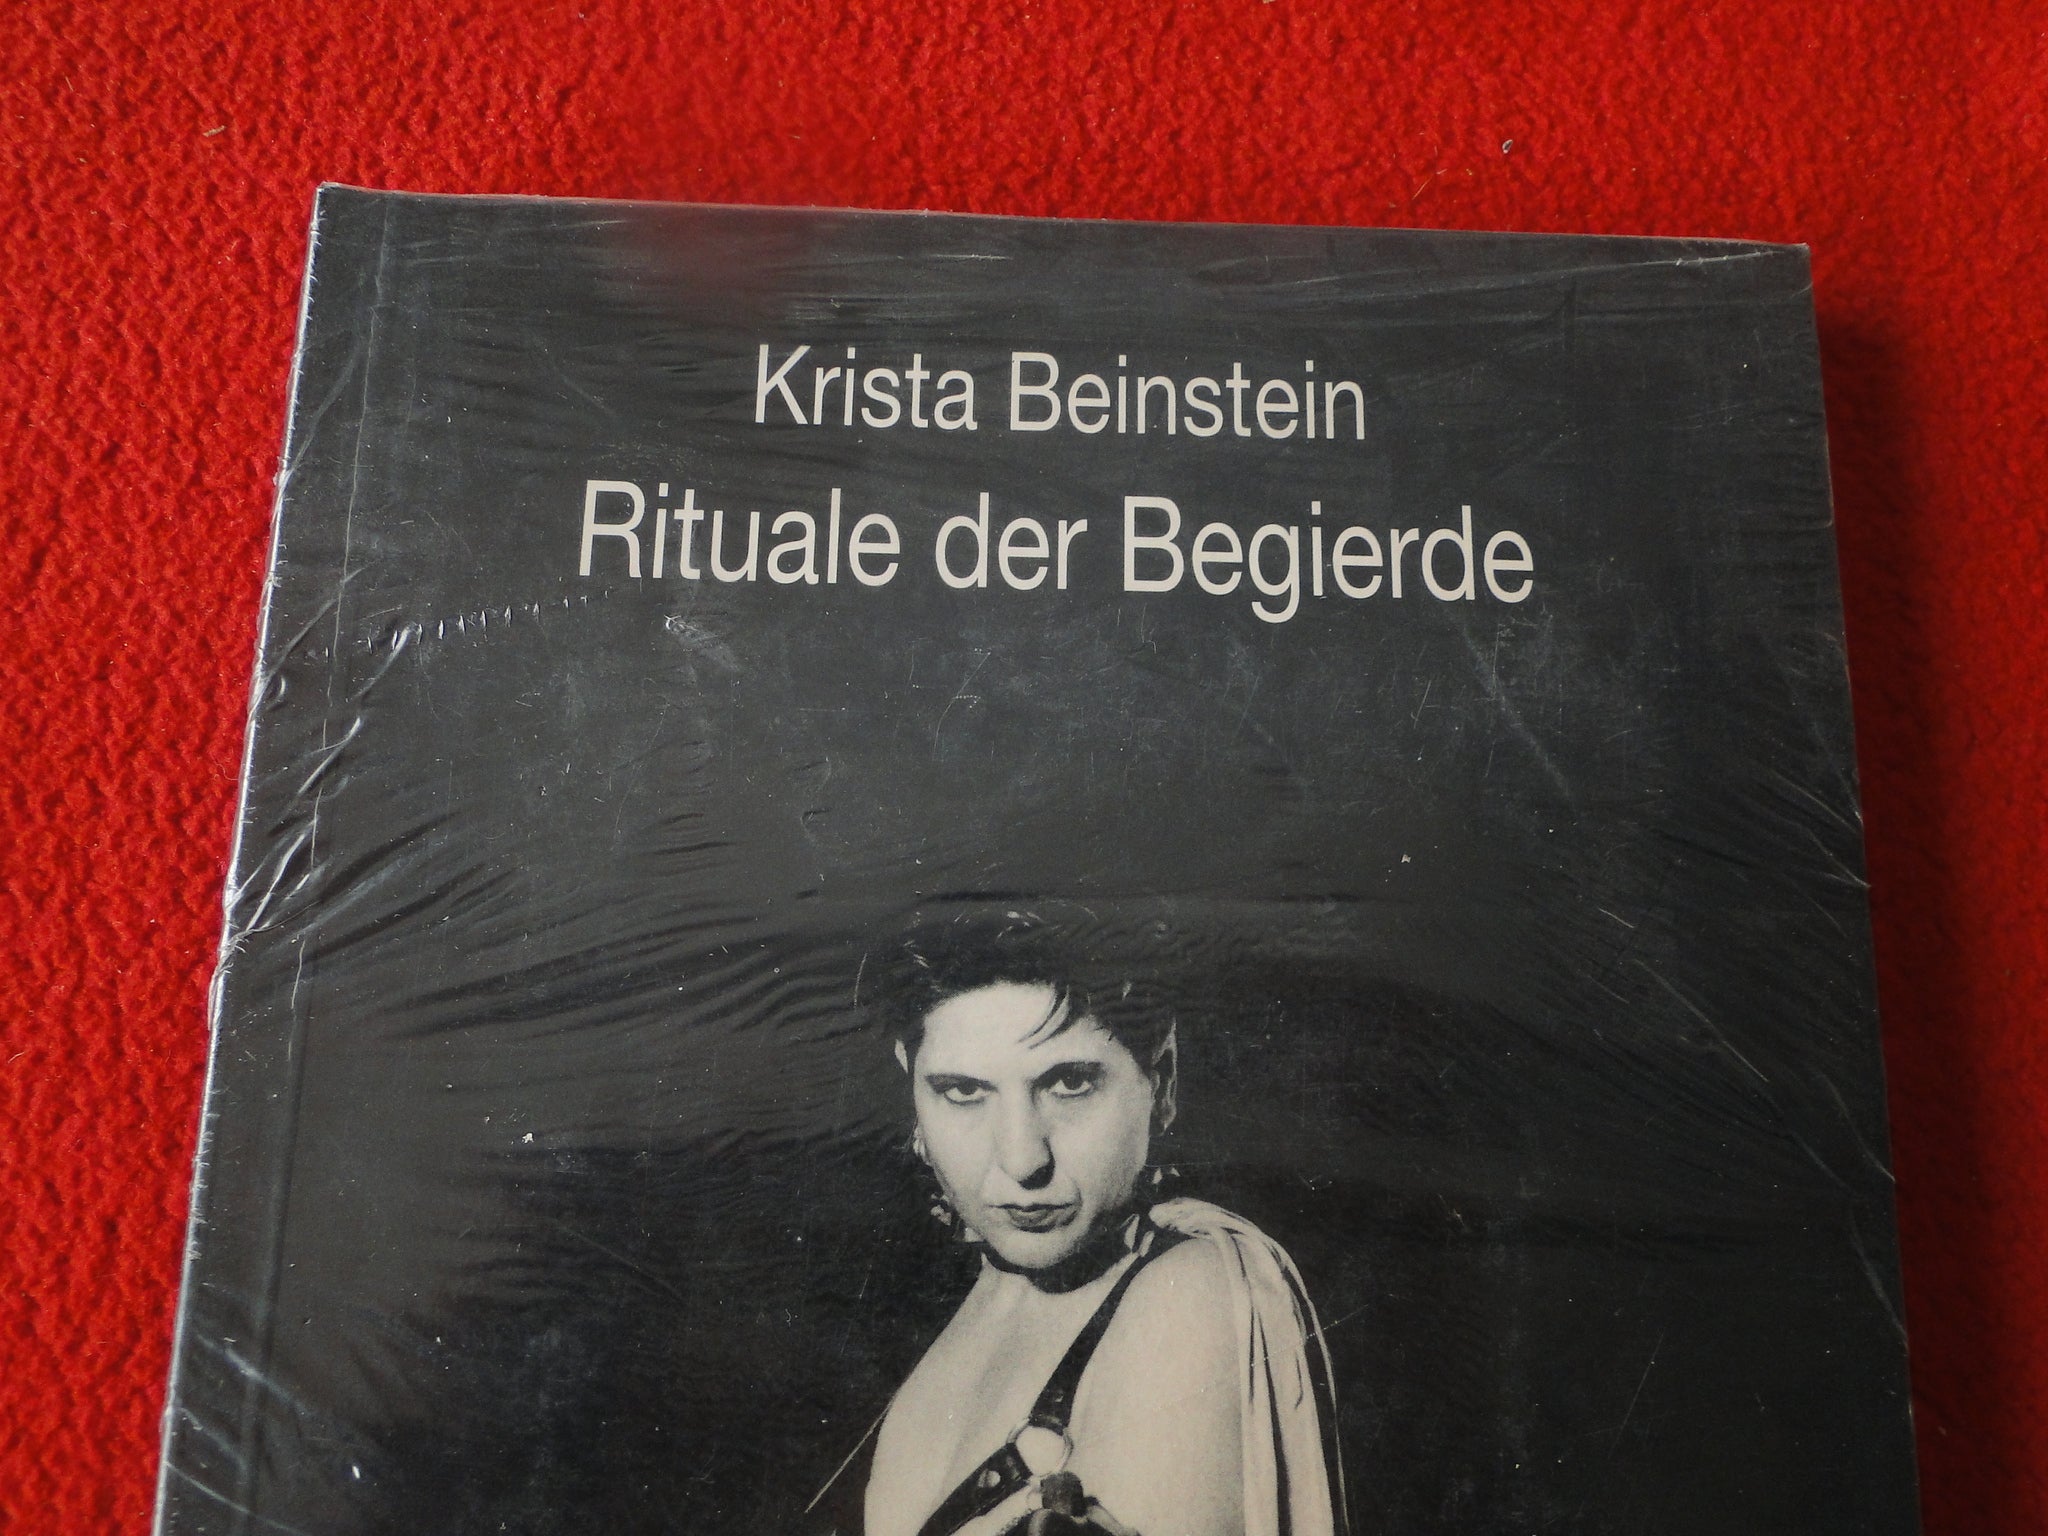 Krista Beinstein
Rituale der Begierde